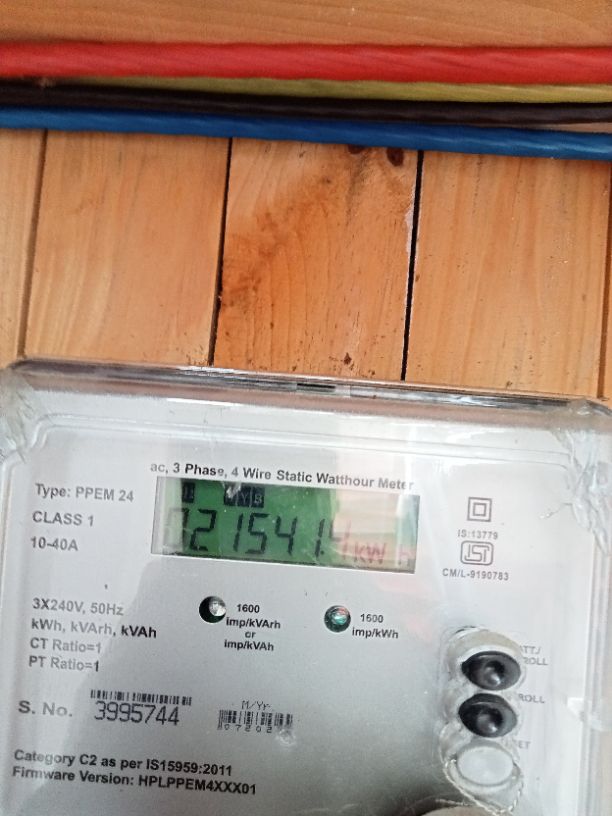 ac, 3 Phase, 4 Wire Static Watthour Meter
Type: PPEM 24
CLASS 1
10-40A
021541.4 kWh
IS:13779
CM/L-9190783
1600
imp/kVArh
or
imp/kVAh
1600
imp/kWh
3X240V, 50Hz
kWh, kVArh, kVAh
CT Ratio=1
PT Ratio=1
S. No. 3995744
M/Yr.
Category C2 as per IS15959:2011
Firmware Version: HPLPPEM4XXX01